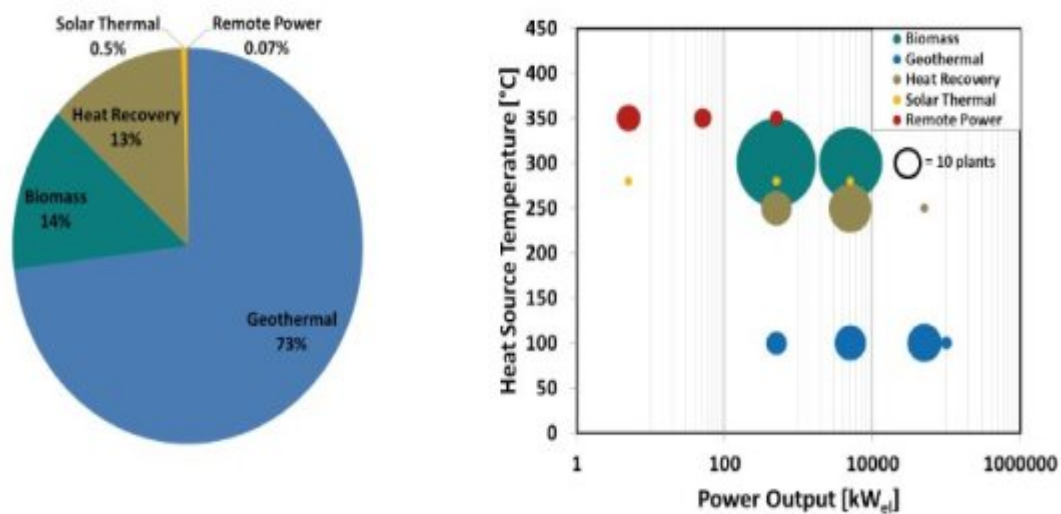 Solar Thermal
0.5%
Remote Power
0.07%
Heat Recovery
13%
Biomass
14%
Geothermal
73%
Heat Source Temperature [°C]
450
400
350
300
250
200
150
100
50
0
Biomass
Geothermal
Heat Recovery
Solar Thermal
Remote Power
= 10 plants
1
100
10000
1000000
Power Output [kWel]